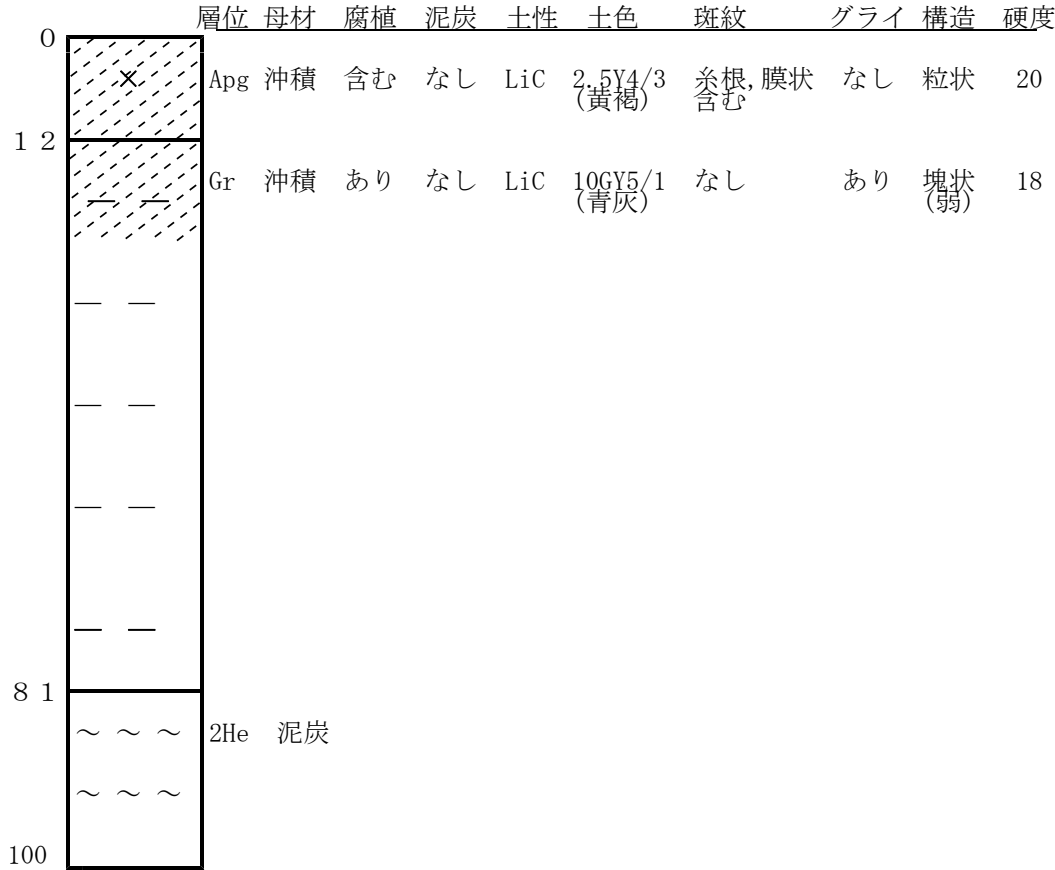 層位 母材 腐植 泥炭 土性 土色 斑紋 グライ 構造 硬度
0
Apg 沖積 含む なし LiC 2.5Y4/3 糸根,膜状 なし 粒状 20
(黄褐) 含む
12
Gr 沖積 あり なし LiC 10GY5/1 なし あり 塊状 18
(青灰) (弱)
81
2He 泥炭
100